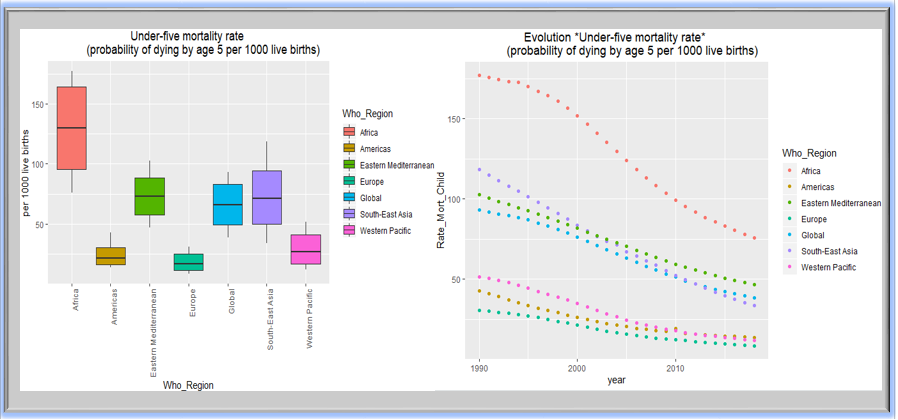 Under-five mortality rate
(probability of dying by age 5 per 1000 live births)
150
100
50
per 1000 live births
Africa
Americas
Eastern Mediterranean
Europe
Global
South-East Asia
Western Pacific
Who_Region
Who_Region
Africa
Americas
Eastern Mediterranean
Europe
Global
South-East Asia
Western Pacific
Evolution *Under-five mortality rate*
(probability of dying by age 5 per 1000 live births)
150
100
50
Rate_Mort_Child
1990
2000
2010
year
Who_Region
Africa
Americas
Eastern Mediterranean
Europe
Global
South-East Asia
Western Pacific